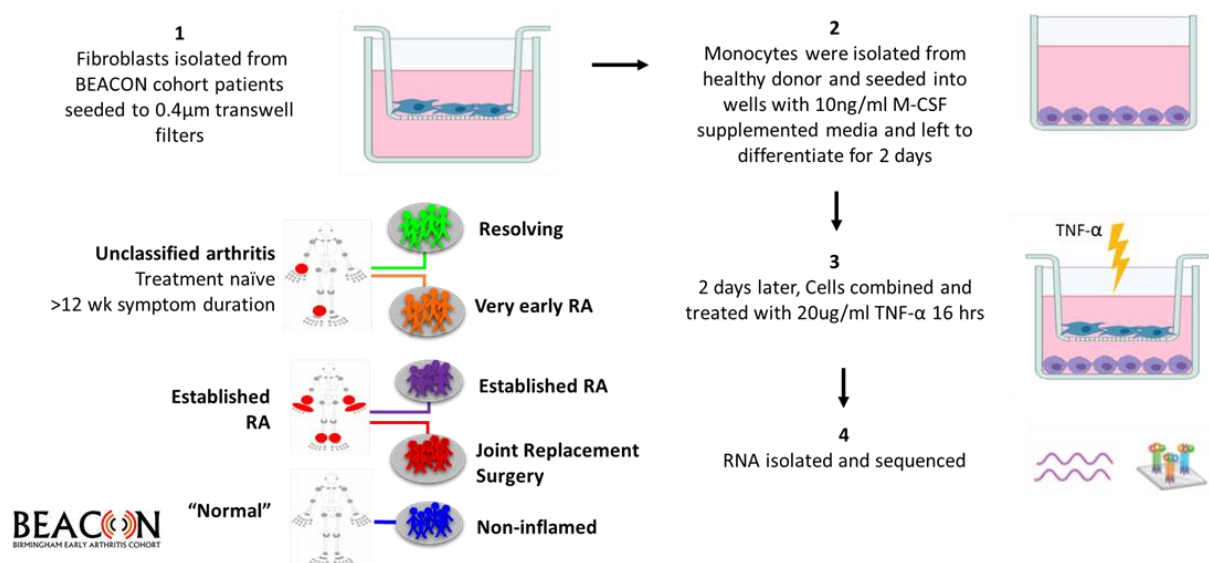 1
Fibroblasts isolated from
BEACON cohort patients
seeded to 0.4µm transwell
filters
2
Monocytes were isolated from
healthy donor and seeded into
wells with 10ng/ml M-CSF
supplemented media and left to
differentiate for 2 days
Unclassified arthritis
Treatment naïve
>12 wk symptom duration
Resolving
Very early RA
Established
RA
Established RA
Joint Replacement
Surgery
“Normal”
Non-inflamed
TNF-α
3
2 days later, Cells combined and
treated with 20ug/ml TNF-α 16 hrs
4
RNA isolated and sequenced
BEACON
BIRMINGHAM EARLY ARTHRITIS COHORT